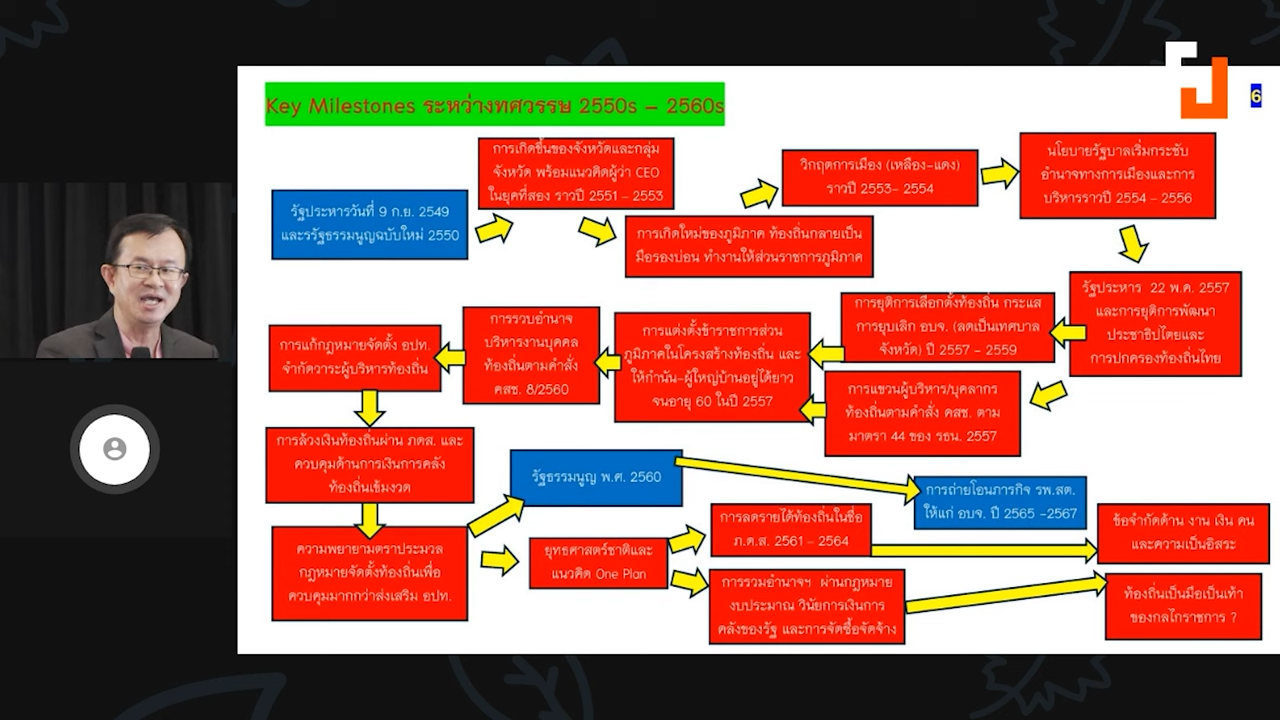 Key Milestones ระหว่างทศวรรษ 2550s – 2560s
6
รัฐประหารวันที่ 9 ก.ย. 2549
และรรัฐธรรมนูญฉบับใหม่ 2550
การเกิดขึ้นของจังหวัดและกลุ่ม
จังหวัด พร้อมแนวคิดผู้ว่า CEO
ในยุคที่สอง ราวปี 2551 – 2553
การเกิดใหม่ของภูมิภาค ท้องถิ่นกลายเป็น
มือรองบ่อน ทำงานให้ส่วนราชการภูมิภาค
วิกฤตการเมือง (เหลือง-แดง)
ราวปี 2553– 2554
นโยบายรัฐบาลเริ่มกระชับ
อำนาจทางการเมืองและการ
บริหารราวปี 2554 – 2556
รัฐประหาร 22 พ.ค. 2557
และการยุติการพัฒนา
ประชาธิปไตยและ
การปกครองท้องถิ่นไทย
การยุติการเลือกตั้งท้องถิ่น กระแส
การยุบเลิก อบจ. (ลดเป็นเทศบาล
จังหวัด) ปี 2557 – 2559
การแขวนผู้บริหาร/บุคลากร
ท้องถิ่นตามคำสั่ง คสช. ตาม
มาตรา 44 ของ รธน. 2557
การแต่งตั้งข้าราชการส่วน
ภูมิภาคในโครงสร้างท้องถิ่น และ
ให้กำนัน-ผู้ใหญ่บ้านอยู่ได้ยาว
จนอายุ 60 ในปี 2557
การรวบอำนาจ
บริหารงานบุคคล
ท้องถิ่นตามคำสั่ง
คสช. 8/2560
การแก้กฎหมายจัดตั้ง อปท.
จำกัดวาระผู้บริหารท้องถิ่น
การล้วงเงินท้องถิ่นผ่าน ภดส. และ
ควบคุมด้านการเงินการคลัง
ท้องถิ่นเข้มงวด
ความพยายามตราประมวล
กฎหมายจัดตั้งท้องถิ่นเพื่อ
ควบคุมมากกว่าส่งเสริม อปท.
รัฐธรรมนูญ พ.ศ. 2560
การถ่ายโอนภารกิจ รพ.สต.
ให้แก่ อบจ. ปี 2565 –2567
ยุทธศาสตร์ชาติและ
แนวคิด One Plan
การลดรายได้ท้องถิ่นในชื่อ
ภ.ด.ส. 2561 – 2564
การรวมอำนาจฯ ผ่านกฎหมาย
งบประมาณ วินัยการเงินการ
คลังของรัฐ และการจัดซื้อจัดจ้าง
ข้อจำกัดด้าน งาน เงิน คน
และความเป็นอิสระ
ท้องถิ่นเป็นมือเป็นเท้า
ของกลไกราชการ ?